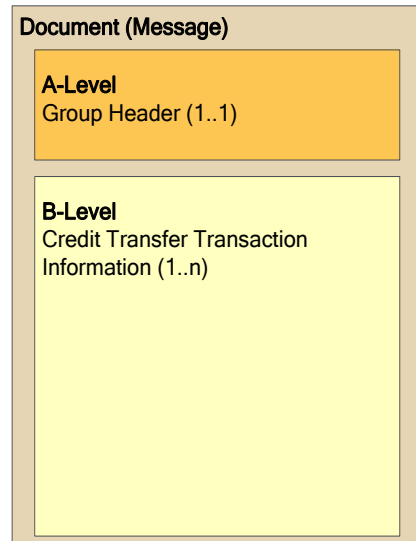 Document (Message)
A-Level
Group Header (1..1)
B-Level
Credit Transfer Transaction
Information (1..n)